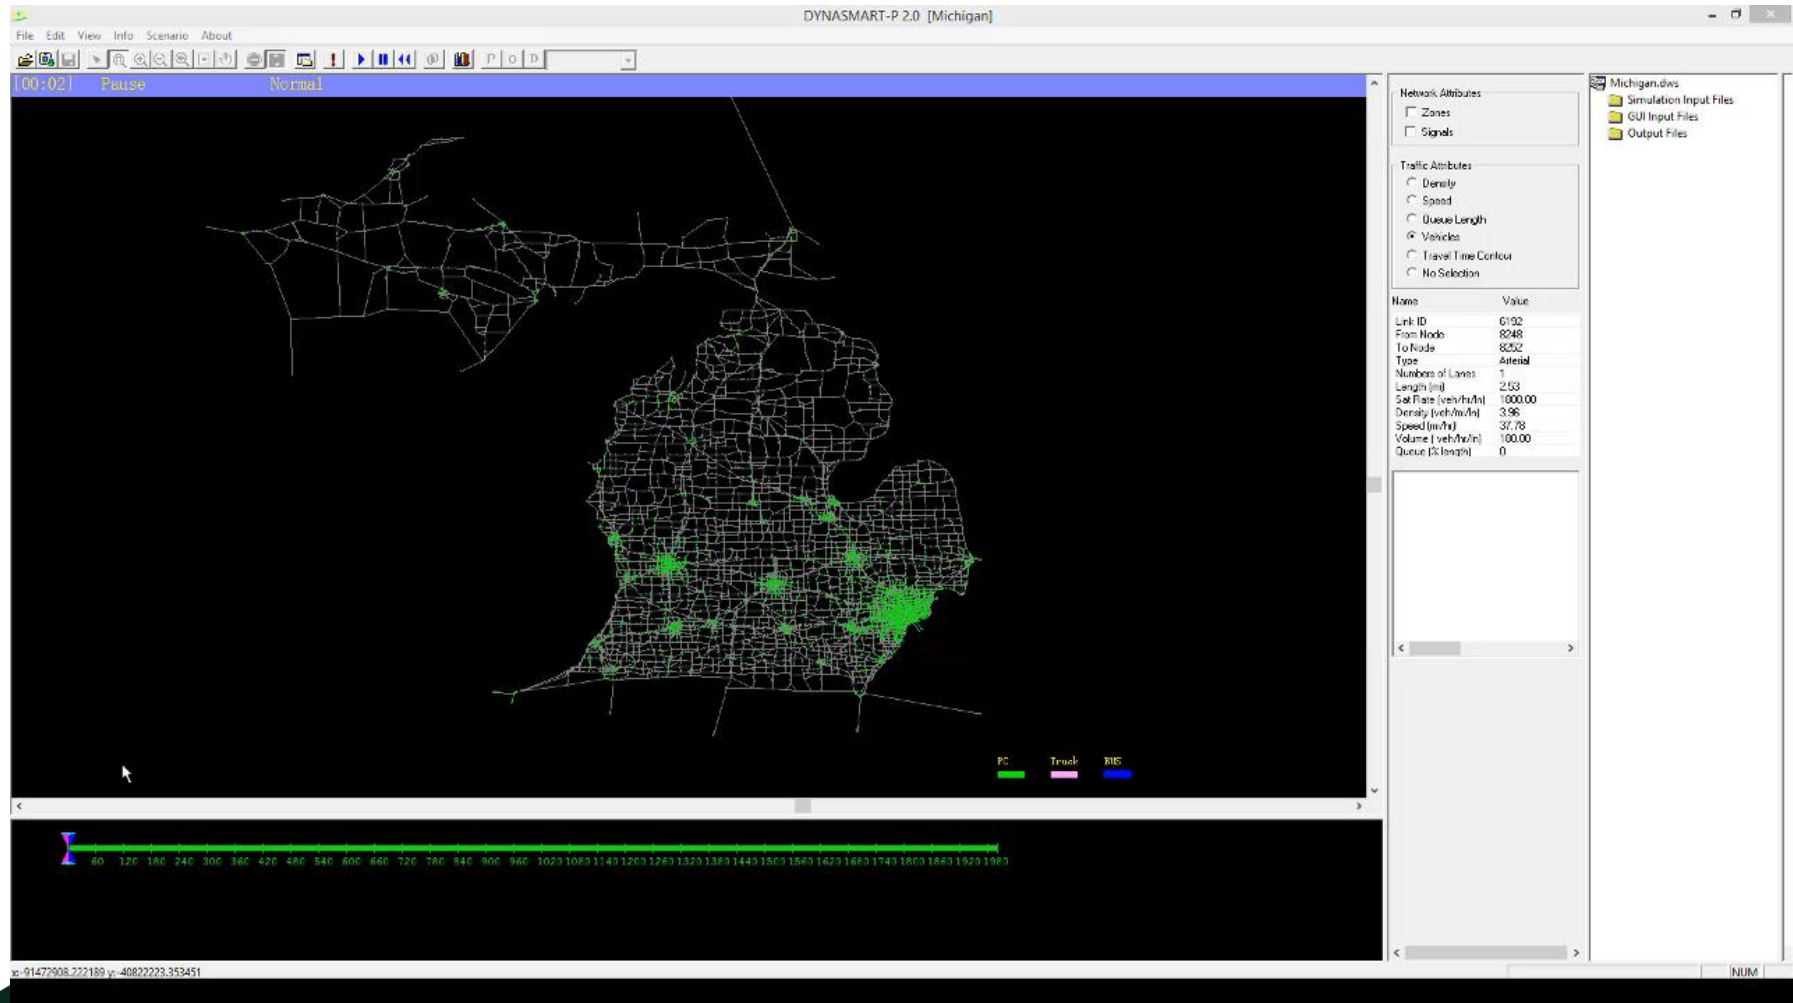 DYNASMART-P 2.0 [Michigan]
File Edit View Info Scenario About
P O D
[00:02] Pause Normal
Network Attributes
Zones
Signals
Traffic Attributes
Density
Speed
Queue Length
Vehicles
Travel Time Contour
No Selection
Name Value
Link ID 6192
From Node 8248
To Node 8252
Type Arterial
Numbers of Lanes 1
Length (mi) 2.53
Sat Rate (veh/hr/ln) 1800.00
Density (veh/mi/ln) 3.96
Speed (mi/hr) 37.78
Volume ( veh/hr/ln) 100.00
Queue (% length) 0
Michigan.dws
Simulation Input Files
GUI Input Files
Output Files
PC Truck BUS
60 120 180 240 300 360 420 480 540 600 660 720 780 840 900 960 1020 1080 1140 1200 1260 1320 1380 1440 1500 1560 1620 1680 1740 1800 1860 1920 1980
x:-91472908.222189 y:-40822223.353451
NUM